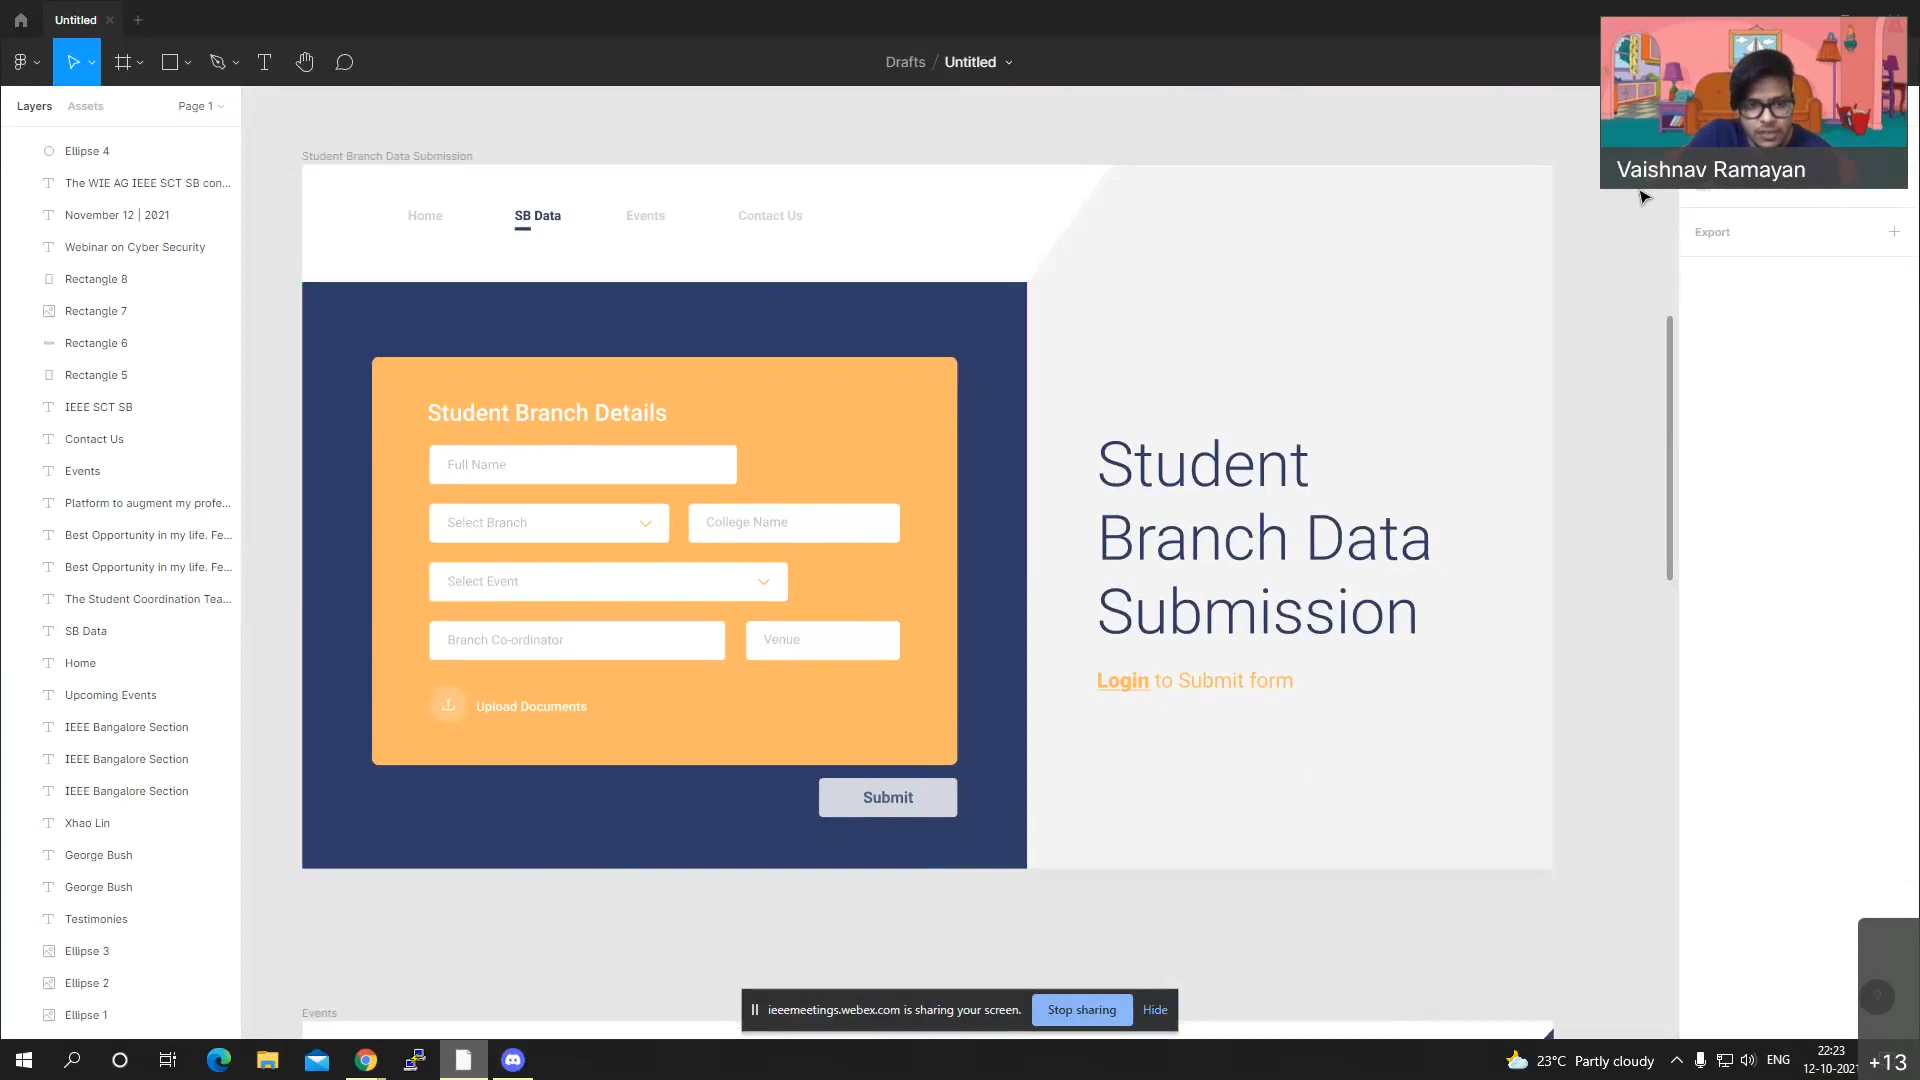 Untitled
Drafts / Untitled
Layers
Assets
Page 1
Ellipse 4
The WIE AG IEEE SCT SB con...
November 12 | 2021
Webinar on Cyber Security
Rectangle 8
Rectangle 7
Rectangle 6
Rectangle 5
IEEE SCT SB
Contact Us
Events
Platform to augment my profe...
Best Opportunity in my life. Fe...
Best Opportunity in my life. Fe...
The Student Coordination Tea...
SB Data
Home
Upcoming Events
IEEE Bangalore Section
IEEE Bangalore Section
IEEE Bangalore Section
Xhao Lin
George Bush
George Bush
Testimonies
Ellipse 3
Ellipse 2
Ellipse 1
Student Branch Data Submission
Home
SB Data
Events
Contact Us
Student Branch Details
Full Name
Select Branch
College Name
Select Event
Branch Co-ordinator
Venue
Upload Documents
Submit
Student
Branch Data
Submission
Login to Submit form
Events
Vaishnav Ramayan
Export
ieeemeetings.webex.com is sharing your screen.
Stop sharing
Hide
23°C Partly cloudy
ENG
22:23
+13